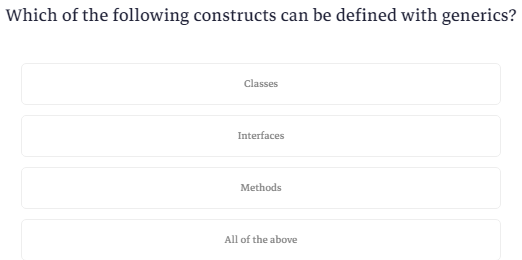 Which of the following constructs can be defined with generics?
Classes
Interfaces
Methods
All of the above